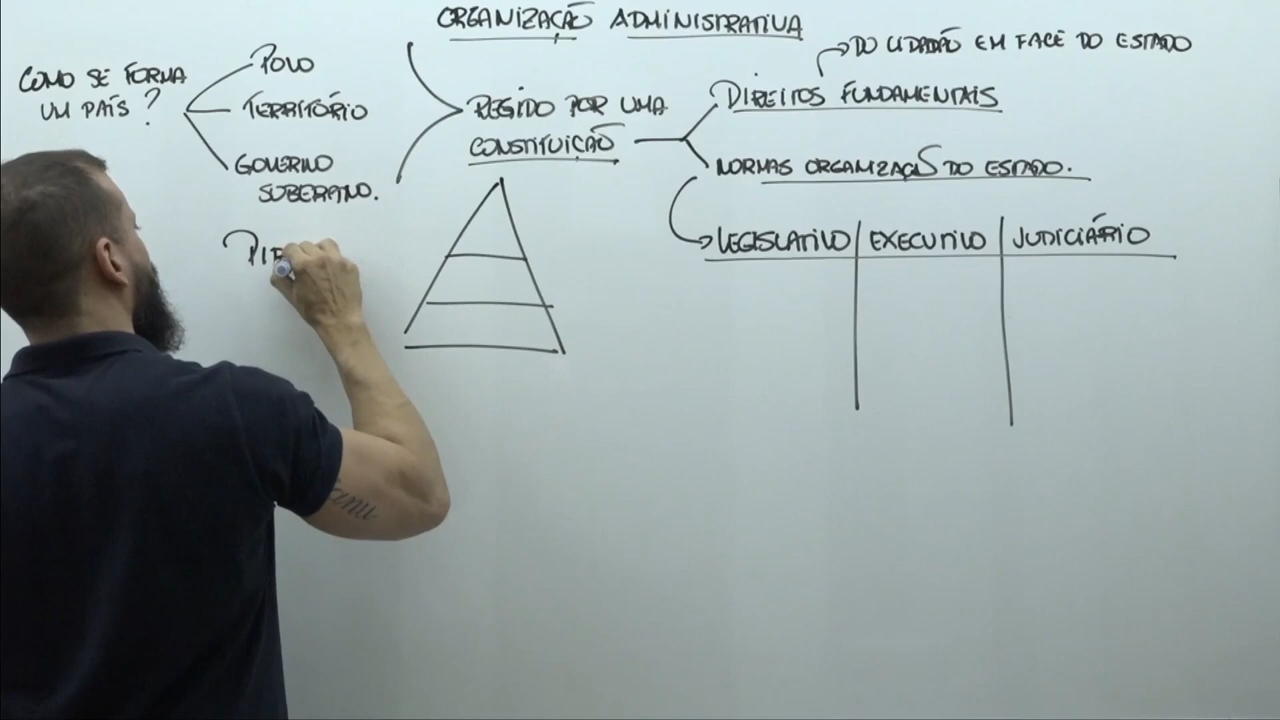 ORGANIZAÇÃO ADMINISTRATIVA
COMO SE FORMA
UM PAÍS?
POVO
TERRITÓRIO
GOVERNO
SOBERANO.
REGIDO POR UMA
CONSTITUIÇÃO
DIREITOS FUNDAMENTAIS
DO CIDADÃO EM FACE DO ESTADO
NORMAS ORGANIZAÇÃO DO ESTADO.
LEGISLATIVO EXECUTIVO JUDICIÁRIO
PIR